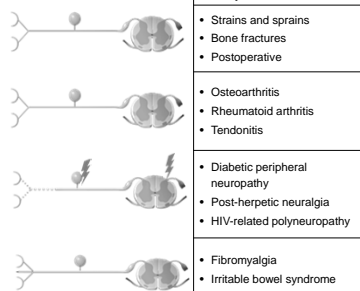 • Strains and sprains
• Bone fractures
• Postoperative
• Osteoarthritis
• Rheumatoid arthritis
• Tendonitis
• Diabetic peripheral
neuropathy
• Post-herpetic neuralgia
• HIV-related polyneuropathy
• Fibromyalgia
• Irritable bowel syndrome